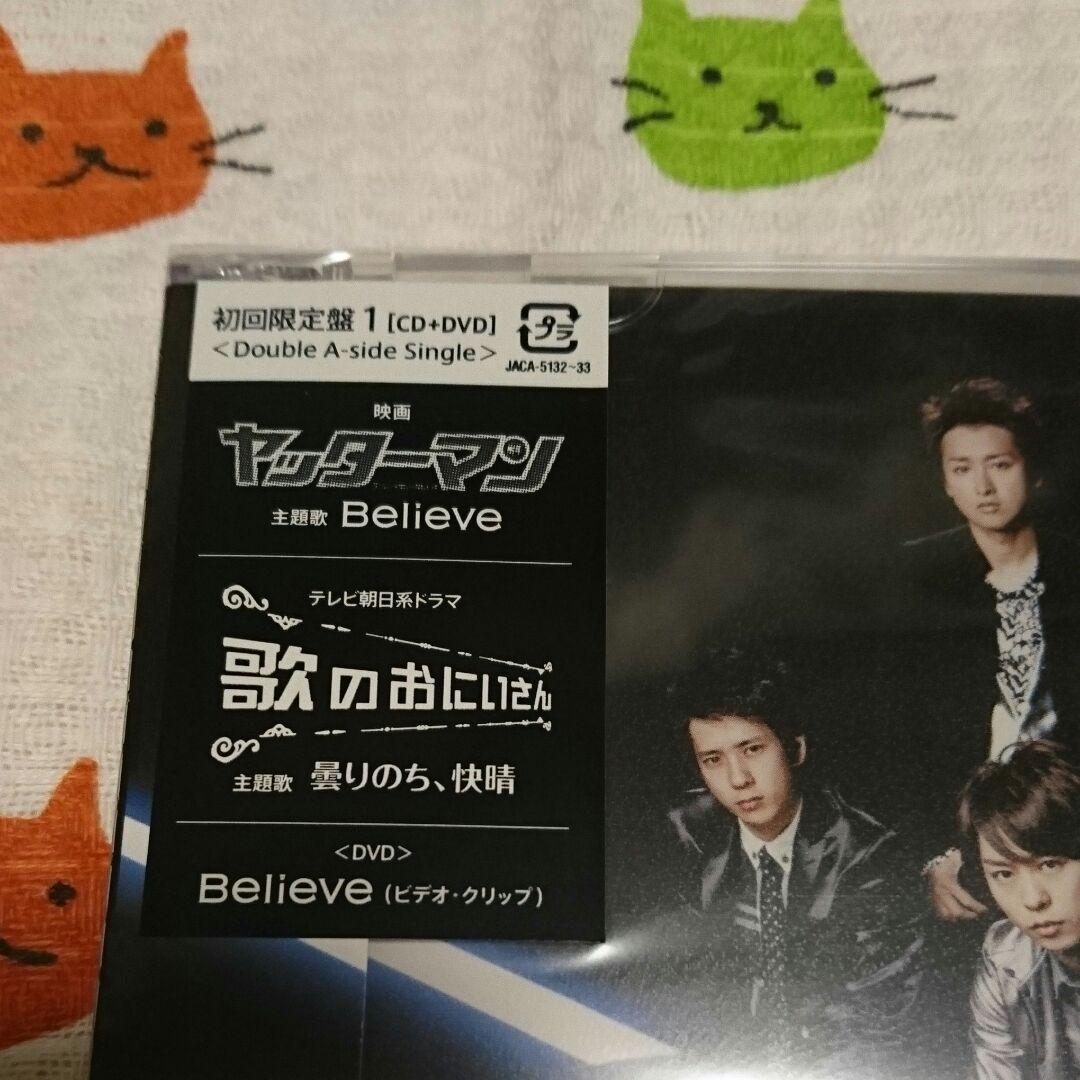 初回限定盤 1 [CD+DVD]
<Double A-side Single>
プラ
JACA-5132~33
映画
ヤッターマン
主題歌 Believe
テレビ朝日系ドラマ
歌のおにいさん
主題歌 曇りのち、快晴
<DVD>
Believe (ビデオ・クリップ)